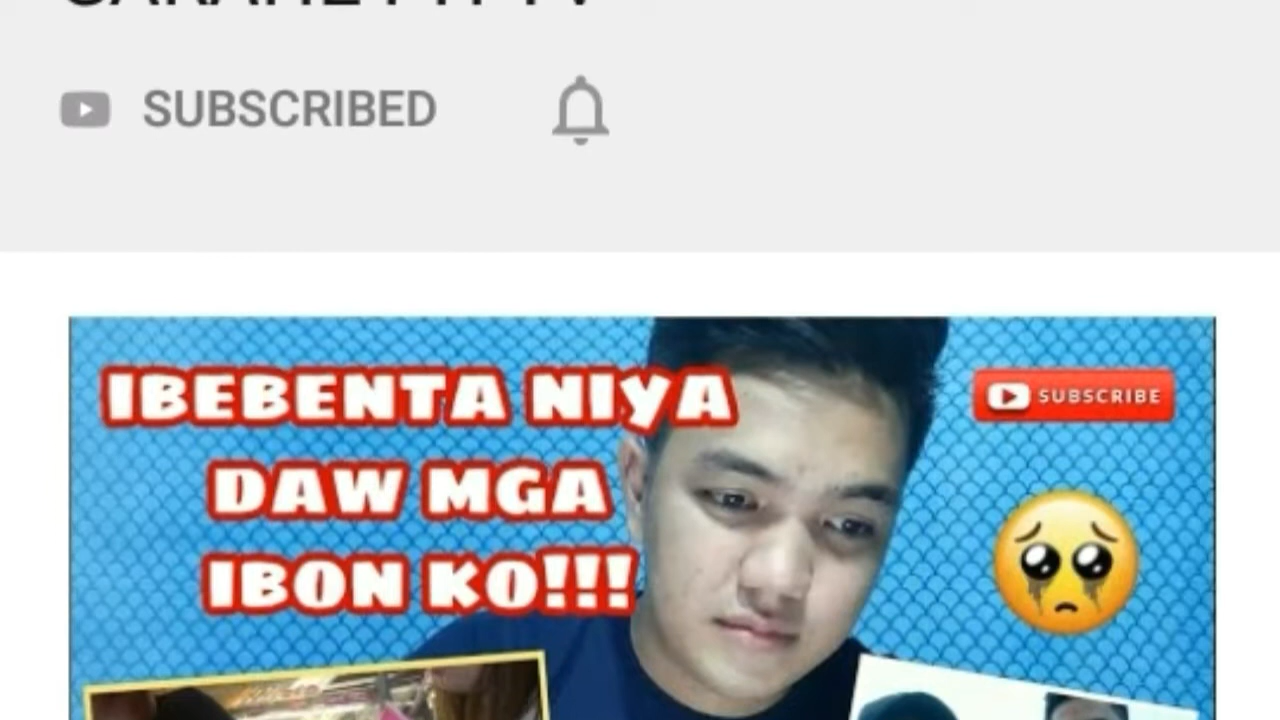 SUBSCRIBED
IBEBENTA NIYA
SUBSCRIBE
DAW MGA
IBON KO!!!